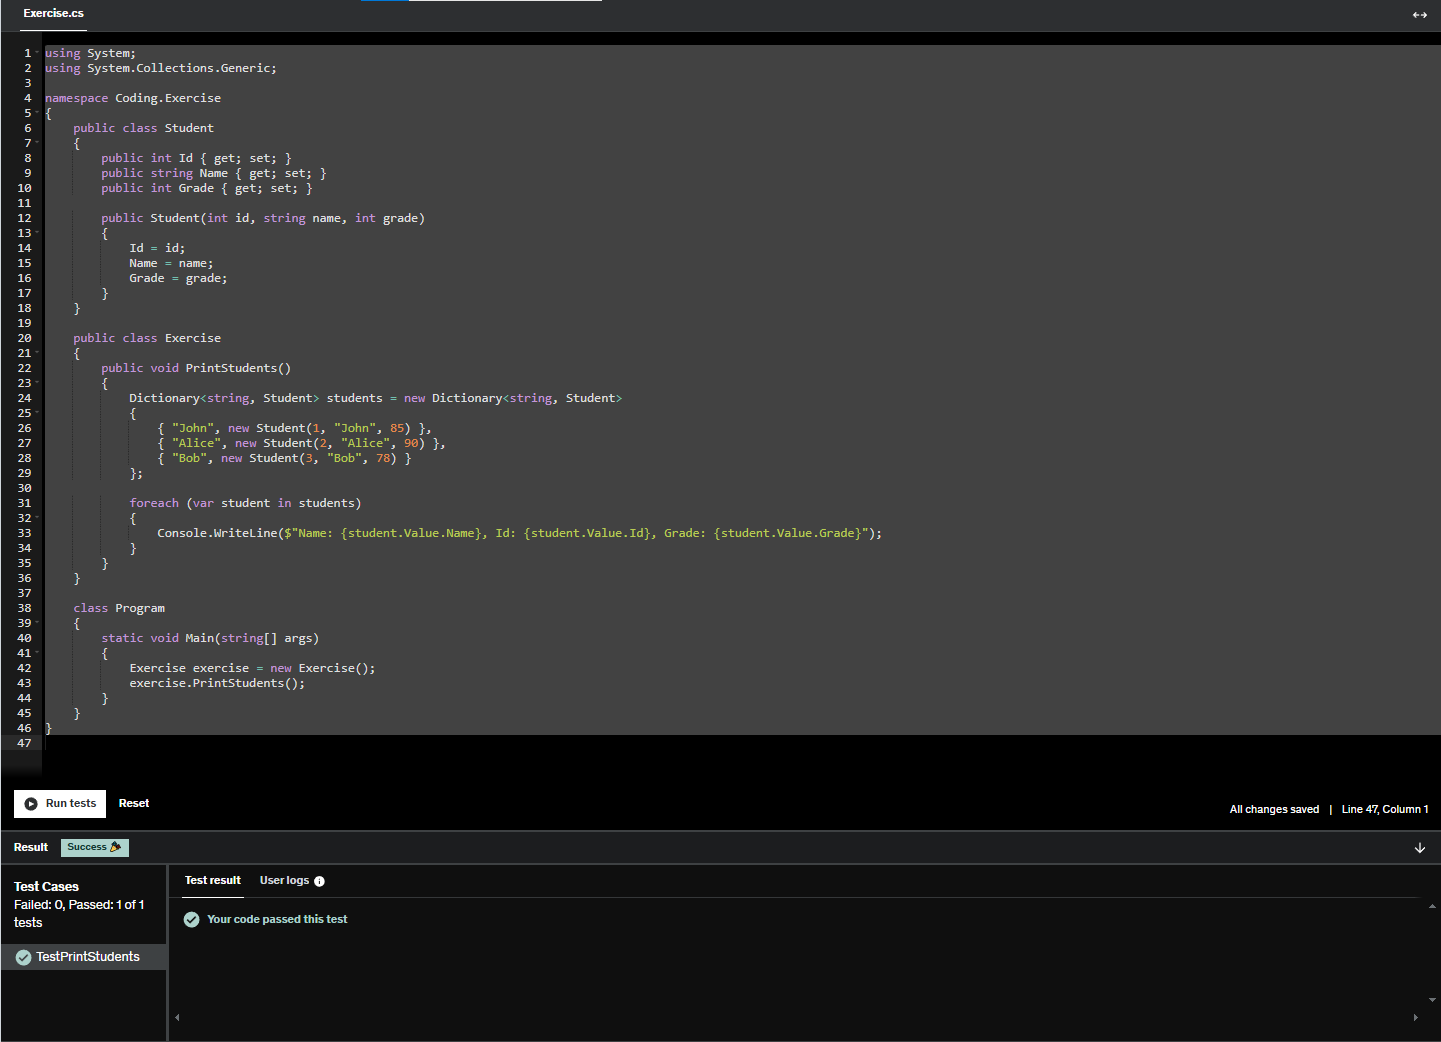 Exercise.cs
1 using System;
2 using System.Collections.Generic;
3
4 namespace Coding.Exercise
5 {
6     public class Student
7     {
8         public int Id { get; set; }
9         public string Name { get; set; }
10         public int Grade { get; set; }
11
12         public Student(int id, string name, int grade)
13         {
14             Id = id;
15             Name = name;
16             Grade = grade;
17         }
18     }
19
20     public class Exercise
21     {
22         public void PrintStudents()
23         {
24             Dictionary<string, Student> students = new Dictionary<string, Student>
25             {
26                 { "John", new Student(1, "John", 85) },
27                 { "Alice", new Student(2, "Alice", 90) },
28                 { "Bob", new Student(3, "Bob", 78) }
29             };
30
31             foreach (var student in students)
32             {
33                 Console.WriteLine($"Name: {student.Value.Name}, Id: {student.Value.Id}, Grade: {student.Value.Grade}");
34             }
35         }
36     }
37
38     class Program
39     {
40         static void Main(string[] args)
41         {
42             Exercise exercise = new Exercise();
43             exercise.PrintStudents();
44         }
45     }
46 }
47
Run tests Reset
All changes saved | Line 47, Column 1
Result Success
Test Cases
Failed: 0, Passed: 1 of 1
tests
TestPrintStudents
Test result User logs
Your code passed this test